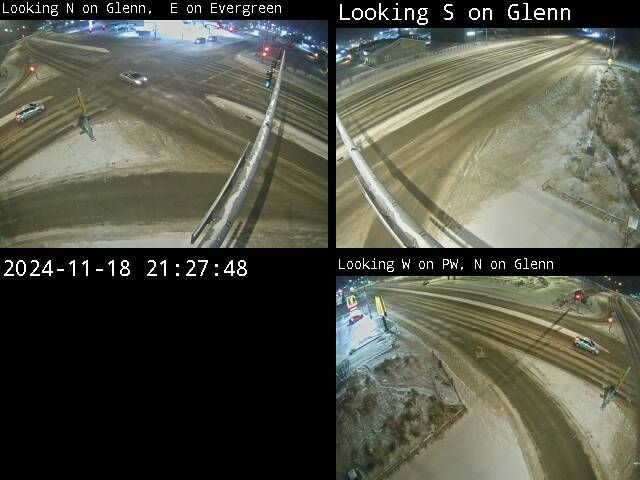 Looking N on Glenn,  E on Evergreen
Looking S on Glenn
2024-11-18 21:27:48
Looking W on PW, N on Glenn